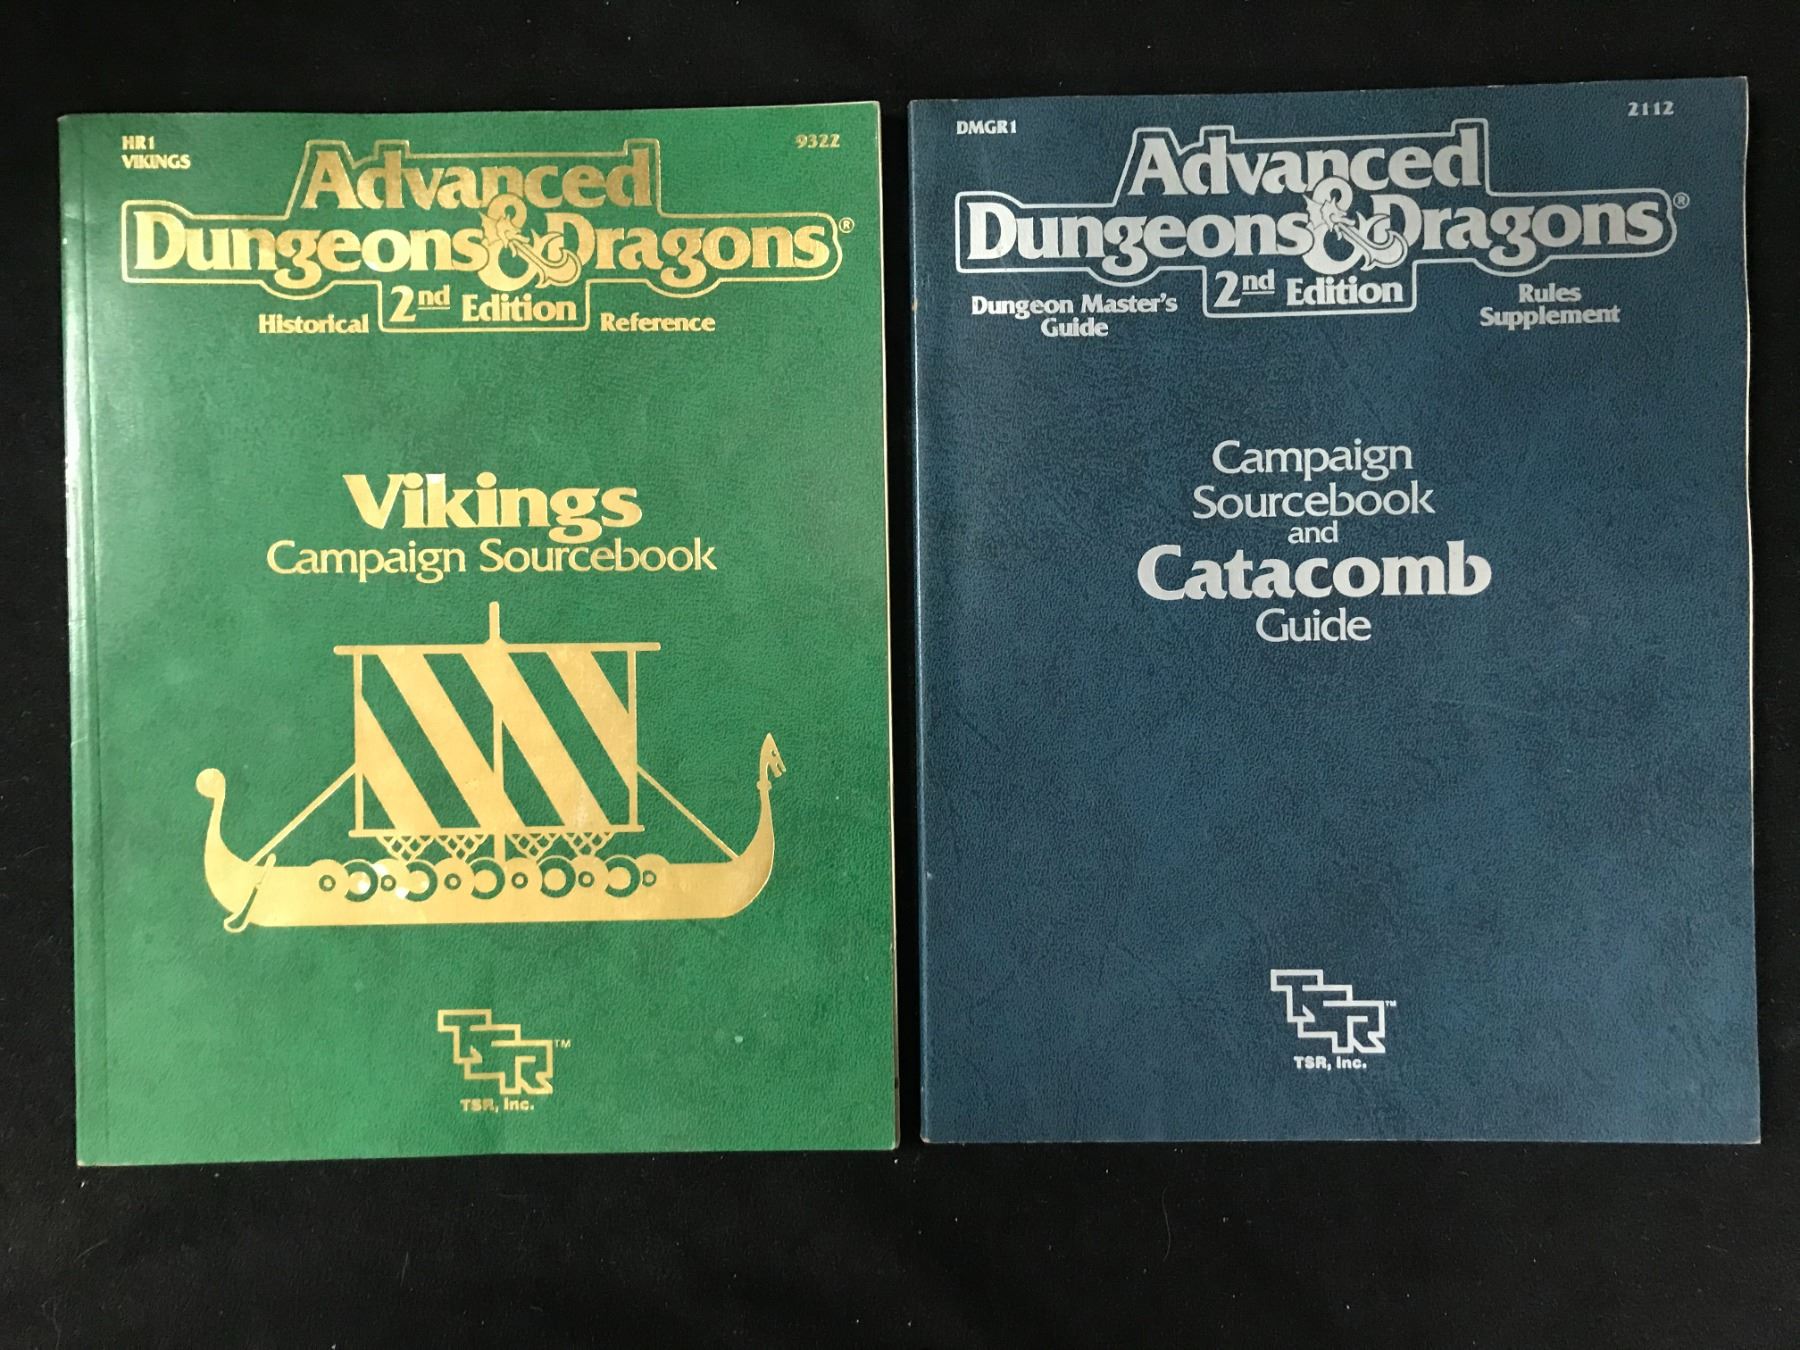 HR1
VIKINGS
9322
Advanced
Dungeons & Dragons®
2nd Edition
Historical
Reference
Vikings
Campaign Sourcebook
TSR™
TSR, Inc.
DMGR1
2112
Advanced
Dungeons & Dragons®
2nd Edition
Dungeon Master's
Guide
Rules
Supplement
Campaign
Sourcebook
and
Catacomb
Guide
TSR™
TSR, Inc.